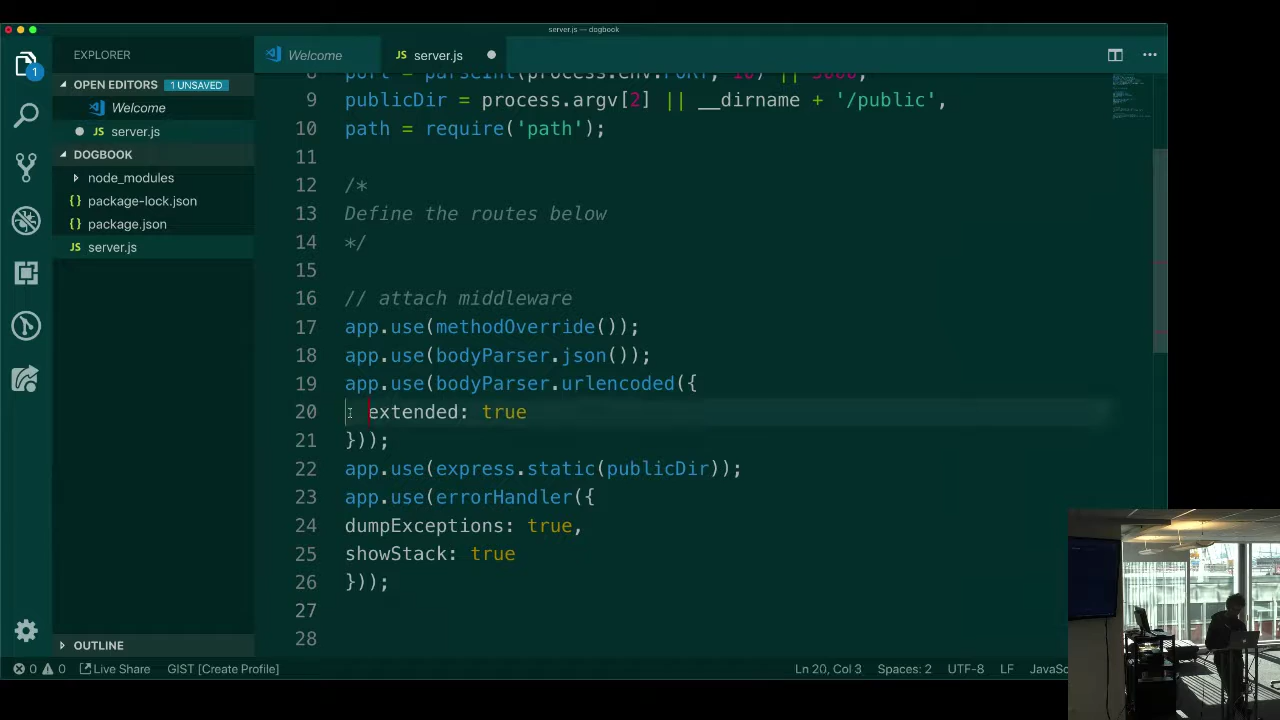 server.js — dogbook
EXPLORER
Welcome
server.js
1
OPEN EDITORS 1 UNSAVED
Welcome
server.js
DOGBOOK
node_modules
{} package-lock.json
{} package.json
JS server.js
8 port = parseInt(process.env.PORT, 10) || 3000,
9 publicDir = process.argv[2] || __dirname + '/public',
10 path = require('path');
11
12 /*
13 Define the routes below
14 */
15
16 // attach middleware
17 app.use(methodOverride());
18 app.use(bodyParser.json());
19 app.use(bodyParser.urlencoded({
20 extended: true
21 }));
22 app.use(express.static(publicDir));
23 app.use(errorHandler({
24 dumpExceptions: true,
25 showStack: true
26 }));
27
28
OUTLINE
0 0 Live Share GIST [Create Profile] Ln 20, Col 3 Spaces: 2 UTF-8 LF JavaSc